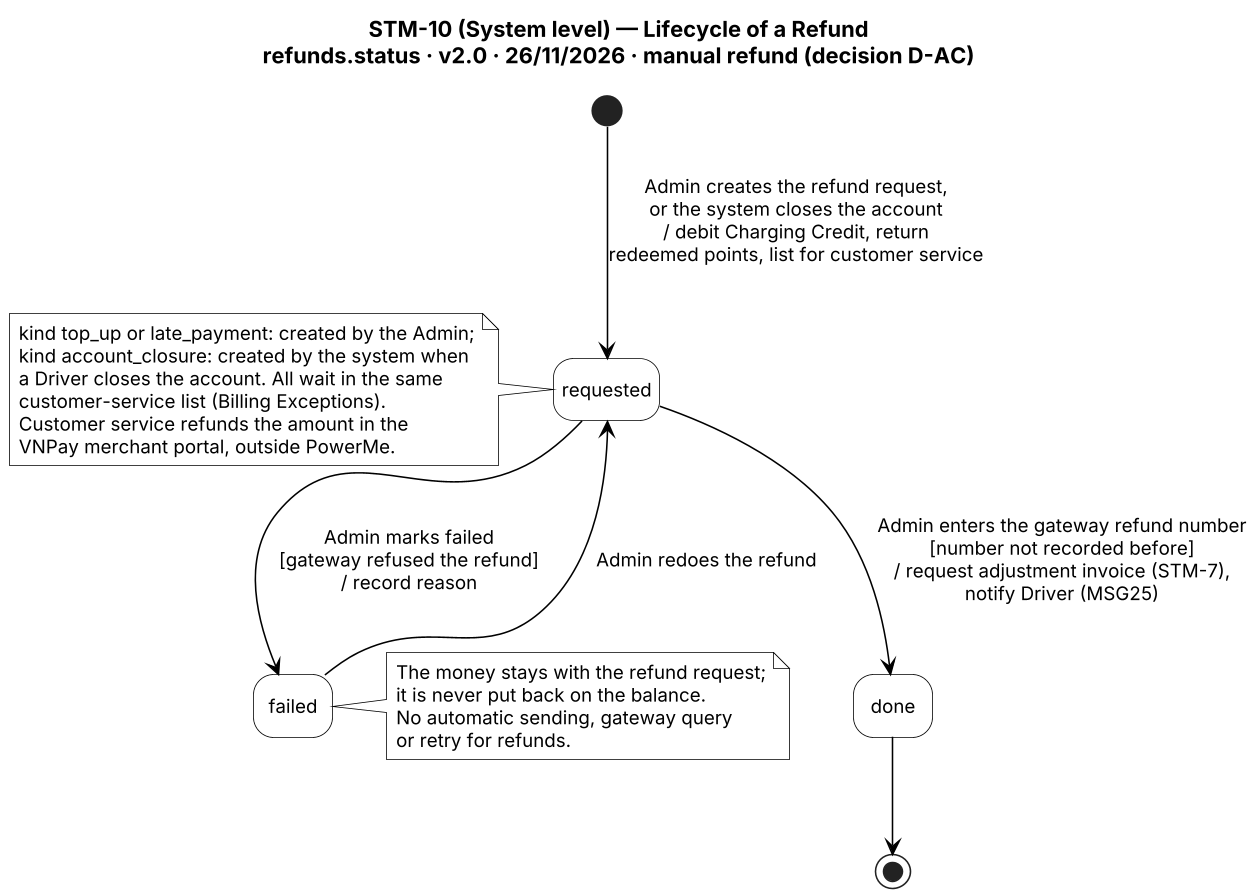 STM-10 (System level) — Lifecycle of a Refund
refunds.status · v2.0 · 26/11/2026 · manual refund (decision D-AC)
Admin creates the refund request,
or the system closes the account
/ debit Charging Credit, return
redeemed points, list for customer service
kind top_up or late_payment: created by the Admin;
kind account_closure: created by the system when
a Driver closes the account. All wait in the same
customer-service list (Billing Exceptions).
Customer service refunds the amount in the
VNPay merchant portal, outside PowerMe.
requested
Admin marks failed
[gateway refused the refund]
/ record reason
Admin redoes the refund
Admin enters the gateway refund number
[number not recorded before]
/ request adjustment invoice (STM-7),
notify Driver (MSG25)
failed
The money stays with the refund request;
it is never put back on the balance.
No automatic sending, gateway query
or retry for refunds.
done